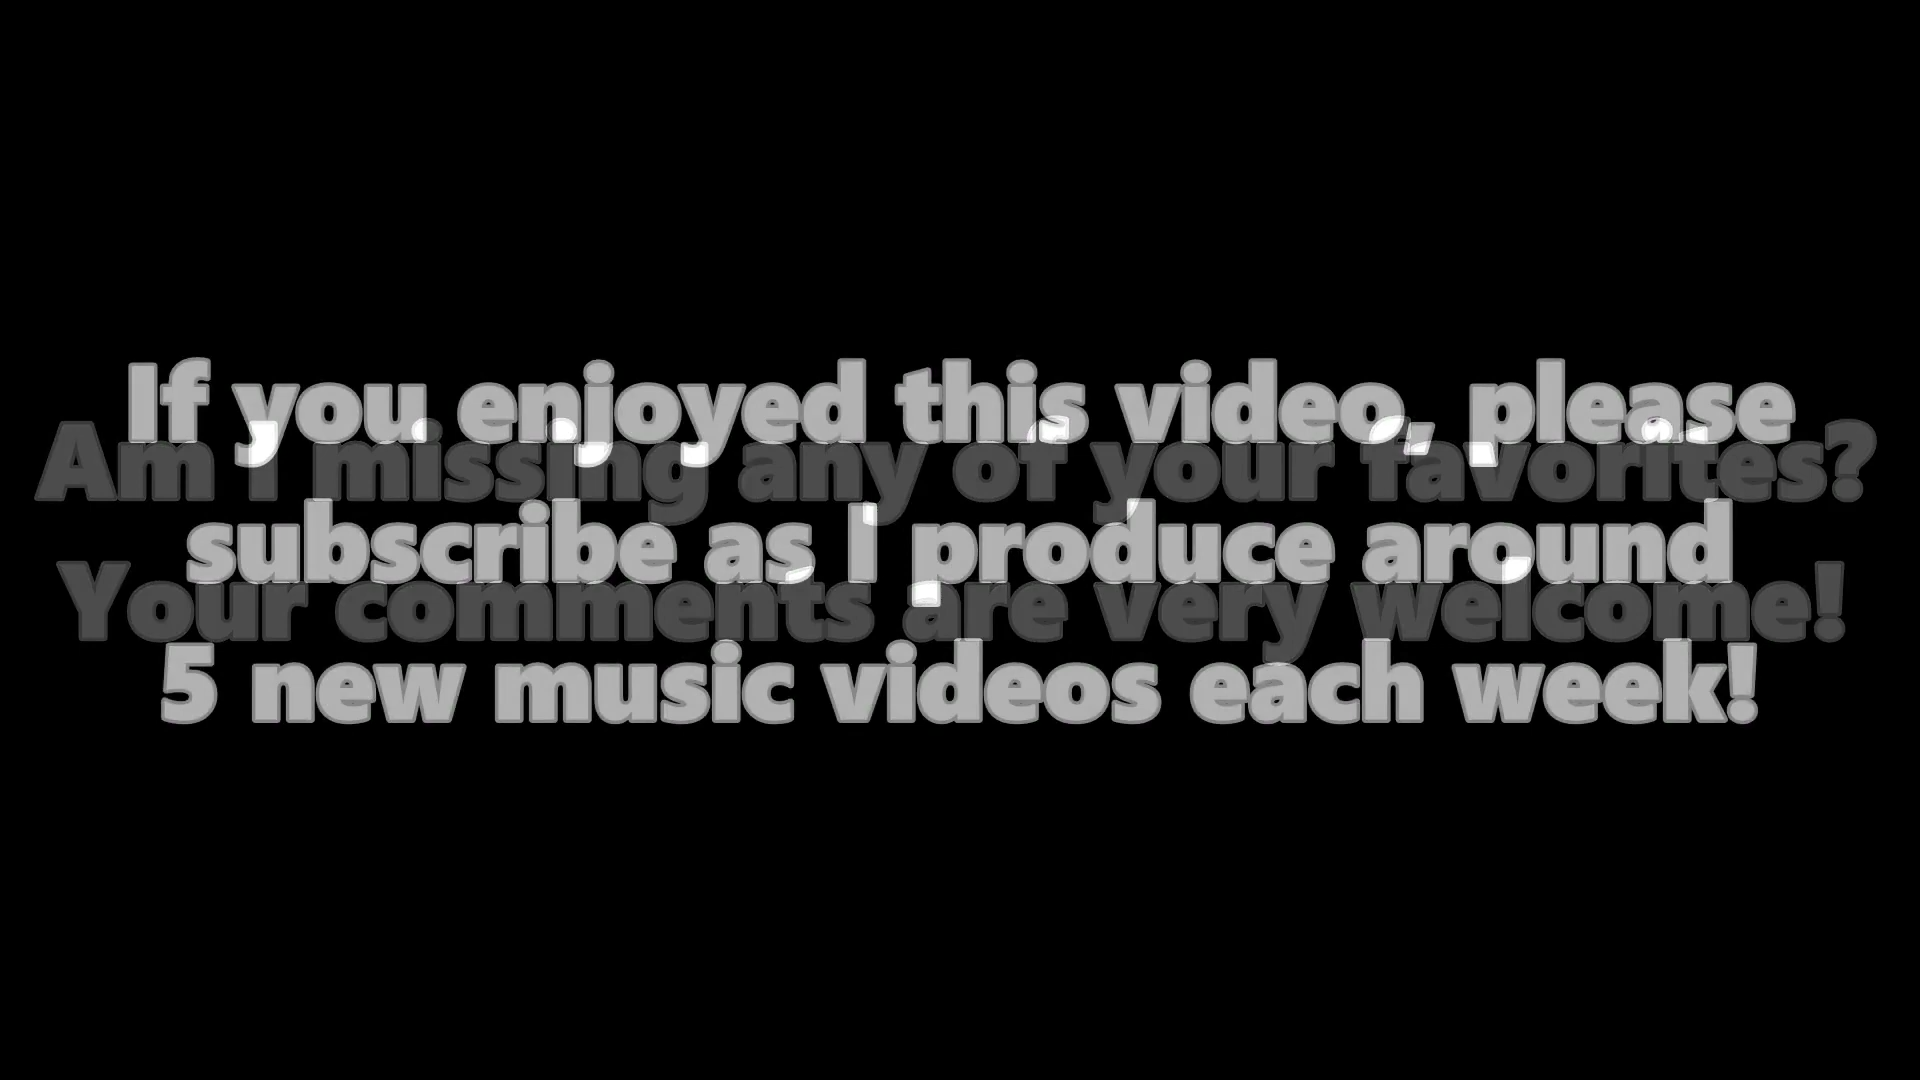 If you enjoyed this video, please
Am I missing any of your favorites?
subscribe as I produce around
Your comments are very welcome!
5 new music videos each week!